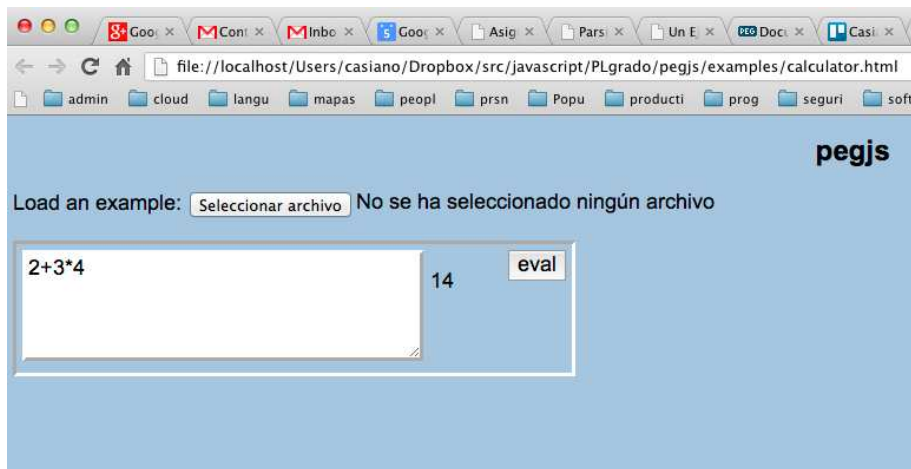 Goo Cont Inbo Goo Asig Pars Un E PEG Doc Casi
file://localhost/Users/casiano/Dropbox/src/javascript/PLgrado/pegjs/examples/calculator.html
admin cloud langu mapas peopl prsn Popu producti prog seguri sof
pegjs
Load an example: Seleccionar archivo No se ha seleccionado ningún archivo
2+3*4 14 eval